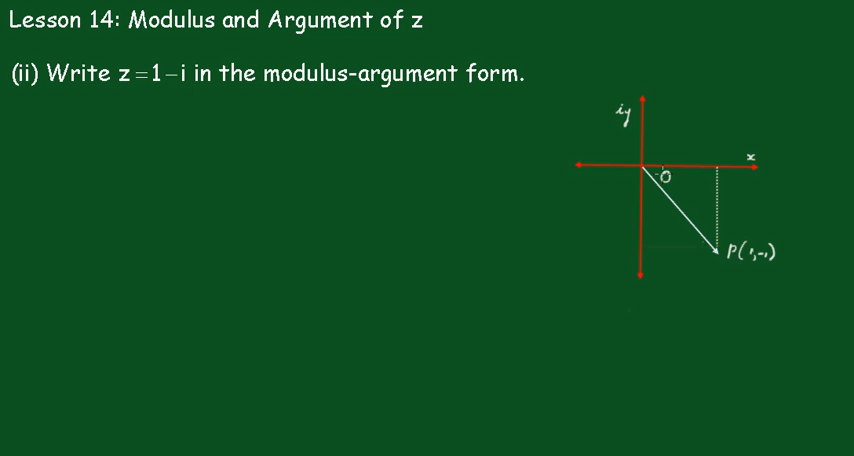 Lesson 14: Modulus and Argument of z
(ii) Write z=1-i in the modulus-argument form.
iy
x
-θ
P(1,-1)